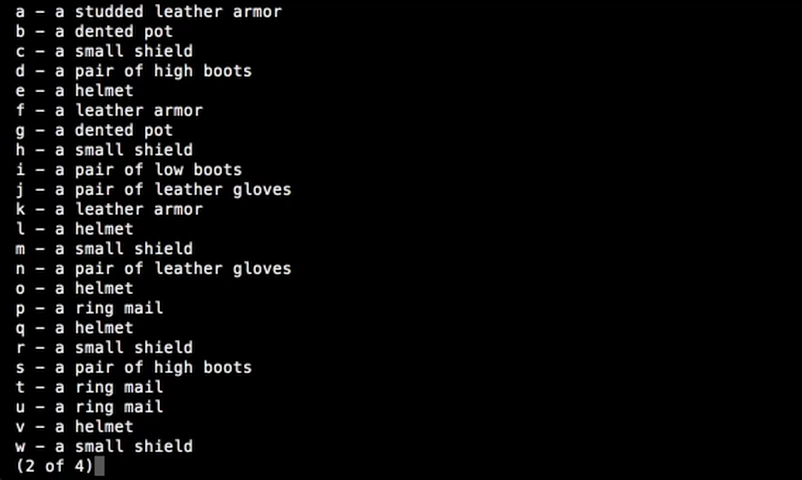 a - a studded leather armor
b - a dented pot
c - a small shield
d - a pair of high boots
e - a helmet
f - a leather armor
g - a dented pot
h - a small shield
i - a pair of low boots
j - a pair of leather gloves
k - a leather armor
l - a helmet
m - a small shield
n - a pair of leather gloves
o - a helmet
p - a ring mail
q - a helmet
r - a small shield
s - a pair of high boots
t - a ring mail
u - a ring mail
v - a helmet
w - a small shield
(2 of 4)